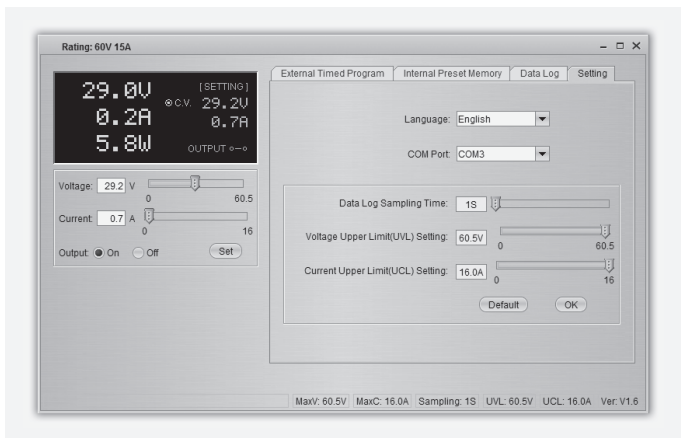 Rating: 60V 15A
29.0V
[SETTING]
C.V. 29.2V
0.2A
0.7A
5.8W
OUTPUT
Voltage: 29.2 V
0 60.5
Current: 0.7 A
0 16
Output: On Off Set
External Timed Program Internal Preset Memory Data Log Setting
Language: English
COM Port: COM3
Data Log Sampling Time: 1S
Voltage Upper Limit(UVL) Setting: 60.5V
0 60.5
Current Upper Limit(UCL) Setting: 16.0A
0 16
Default OK
MaxV: 60.5V MaxC: 16.0A Sampling: 1S UVL: 60.5V UCL: 16.0A Ver: V1.6